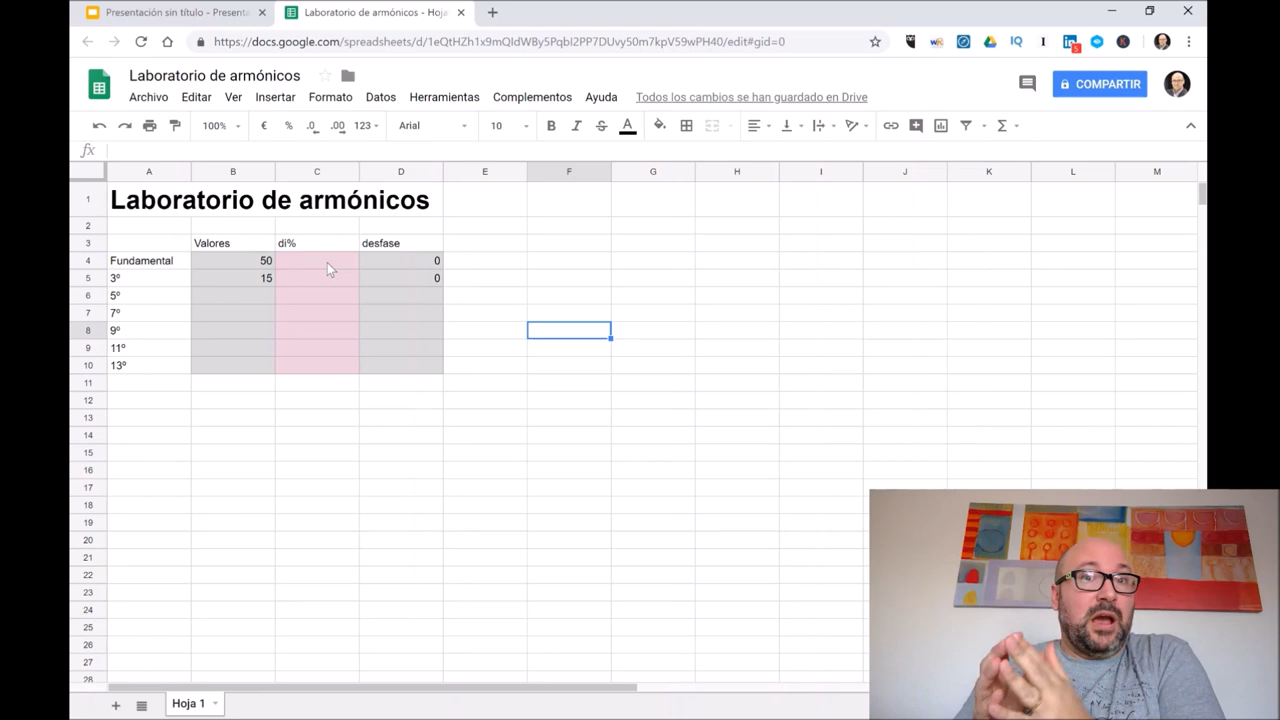 Presentación sin título - Presenta
Laboratorio de armónicos - Hoja
https://docs.google.com/spreadsheets/d/1eQtHZh1x9mQIdWBy5PqbI2PP7DUvy50m7kpV59wPH40/edit#gid=0
Laboratorio de armónicos
COMPARTIR
Archivo Editar Ver Insertar Formato Datos Herramientas Complementos Ayuda Todos los cambios se han guardado en Drive
100% € % .0 .00 123 Arial 10 B I S A Σ
fx
A B C D E F G H I J K L M
1 Laboratorio de armónicos
2
3 Valores di% desfase
4 Fundamental 50 0
5 3º 15 0
6 5º
7 7º
8 9º
9 11º
10 13º
11
12
13
14
15
16
17
18
19
20
21
22
23
24
25
26
27
28
Hoja 1